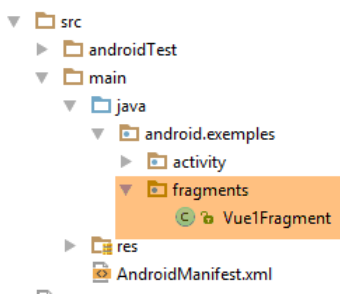 src
androidTest
main
java
android.exemples
activity
fragments
Vue1Fragment
res
AndroidManifest.xml